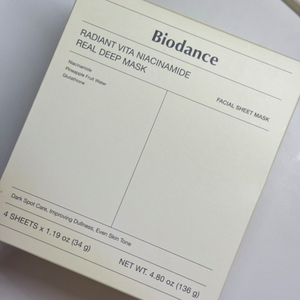 Biodance
RADIANT VITA NIACINAMIDE
REAL DEEP MASK
Niacinamide
Pineapple Fruit Water
Glutathione
FACIAL SHEET MASK
Dark Spot Care, Improving Dullness, Even Skin Tone
4 SHEETS x 1.19 oz (34 g)
NET WT. 4.80 oz (136 g)